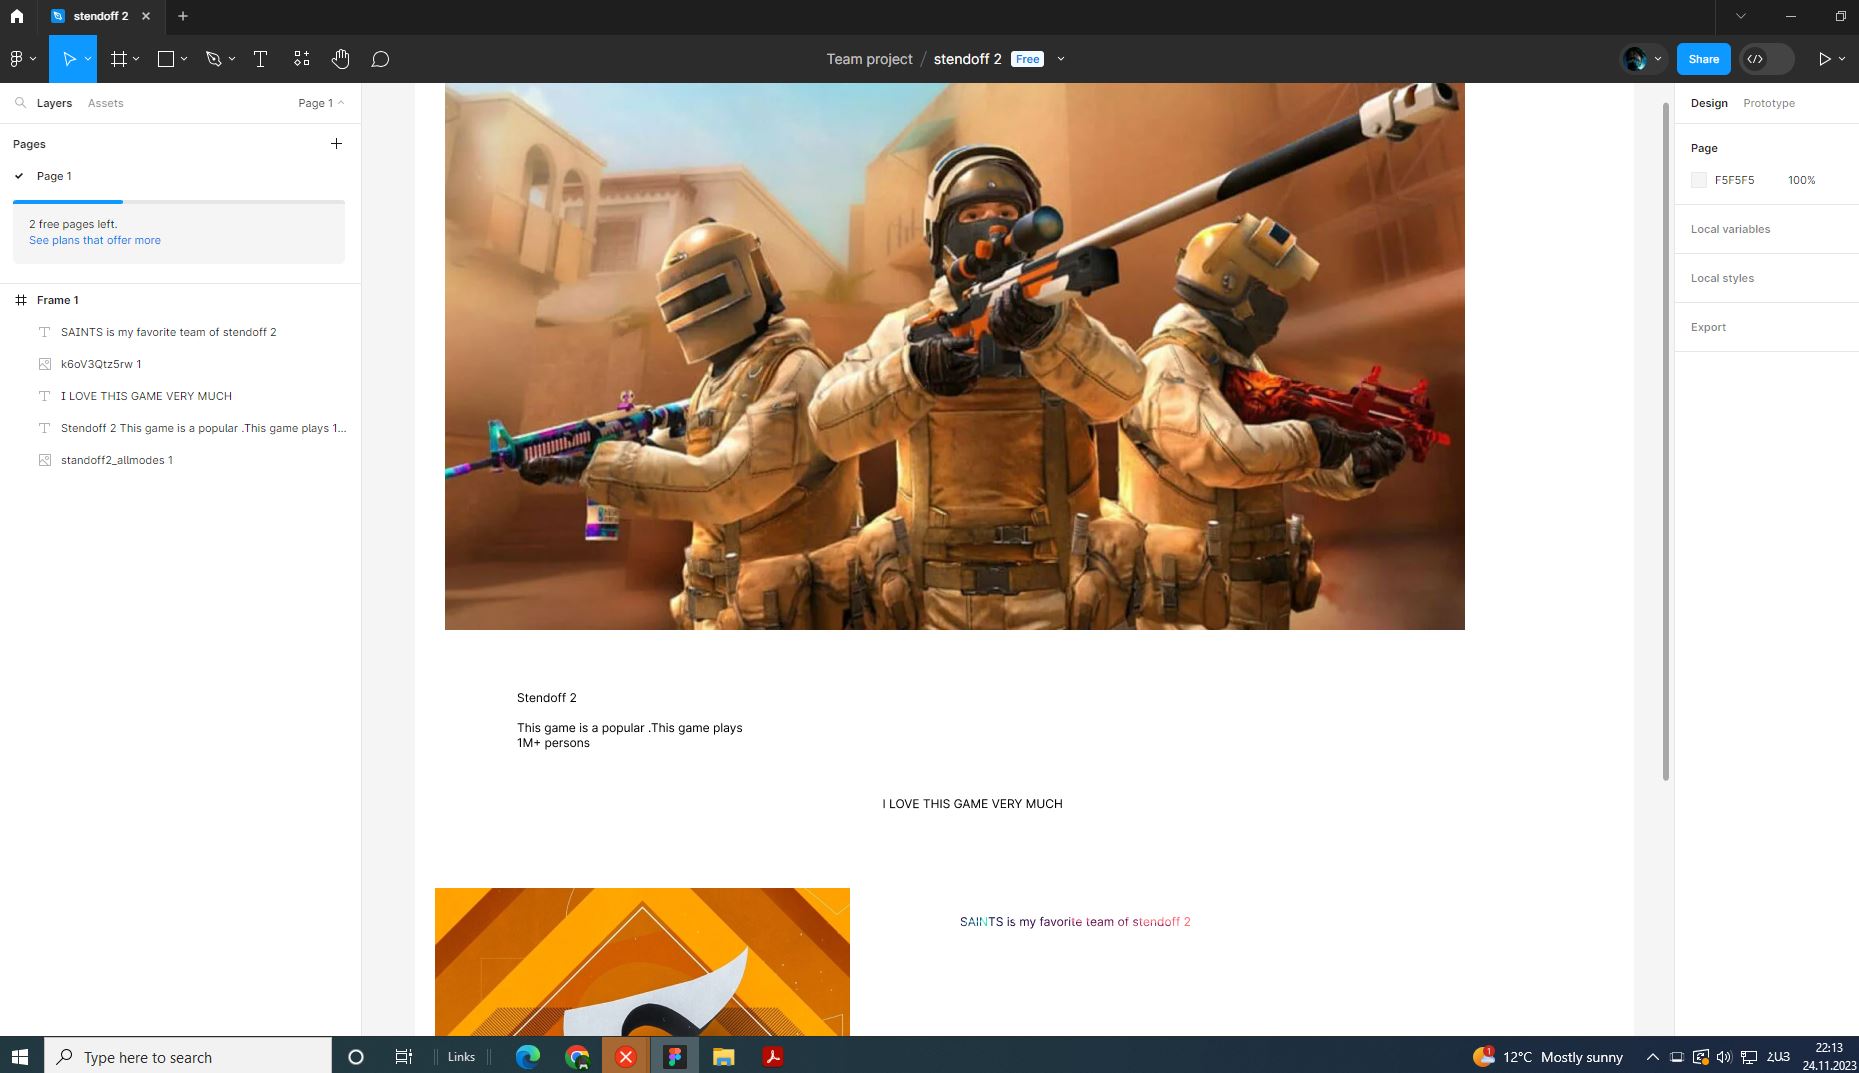 stendoff 2
Team project / stendoff 2 Free
Share
Layers Assets Page 1
Pages
Page 1
2 free pages left.
See plans that offer more
Frame 1
SAINTS is my favorite team of stendoff 2
k6oV3Qtz5rw 1
I LOVE THIS GAME VERY MUCH
Stendoff 2 This game is a popular .This game plays 1...
standoff2_allmodes 1
Stendoff 2
This game is a popular .This game plays
1M+ persons
I LOVE THIS GAME VERY MUCH
SAINTS is my favorite team of stendoff 2
Design Prototype
Page
F5F5F5 100%
Local variables
Local styles
Export
Type here to search
Links
1
12°C Mostly sunny
ՀԱՅ
22:13
24.11.2023